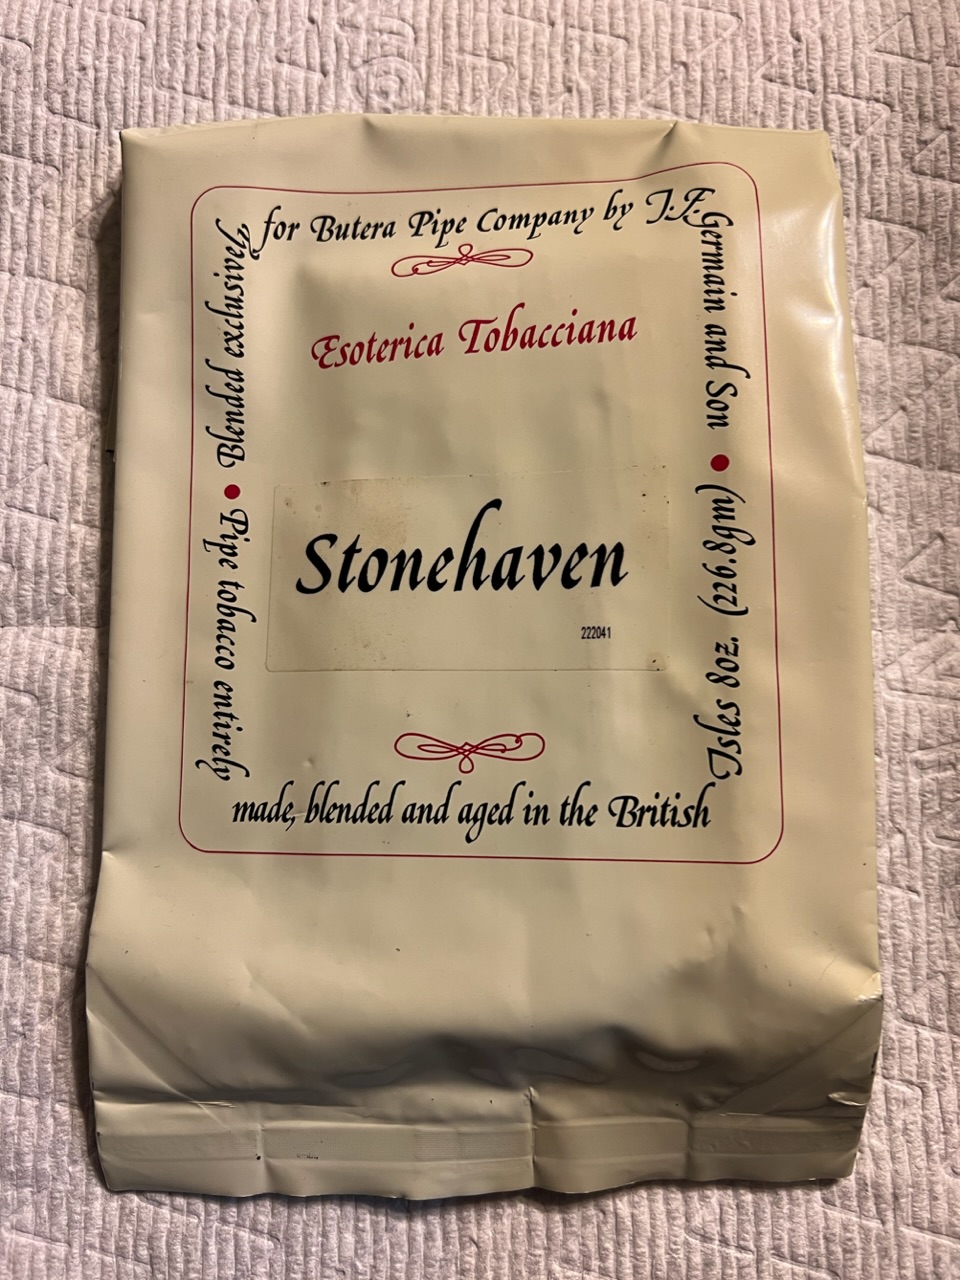 Pipe tobacco entirely • Blended exclusively
for Butera Pipe Company by J.F.
Germain and Son • Isles 8oz. (226.8gm)
Esoterica Tobacciana
Stonehaven
222041
made, blended and aged in the British